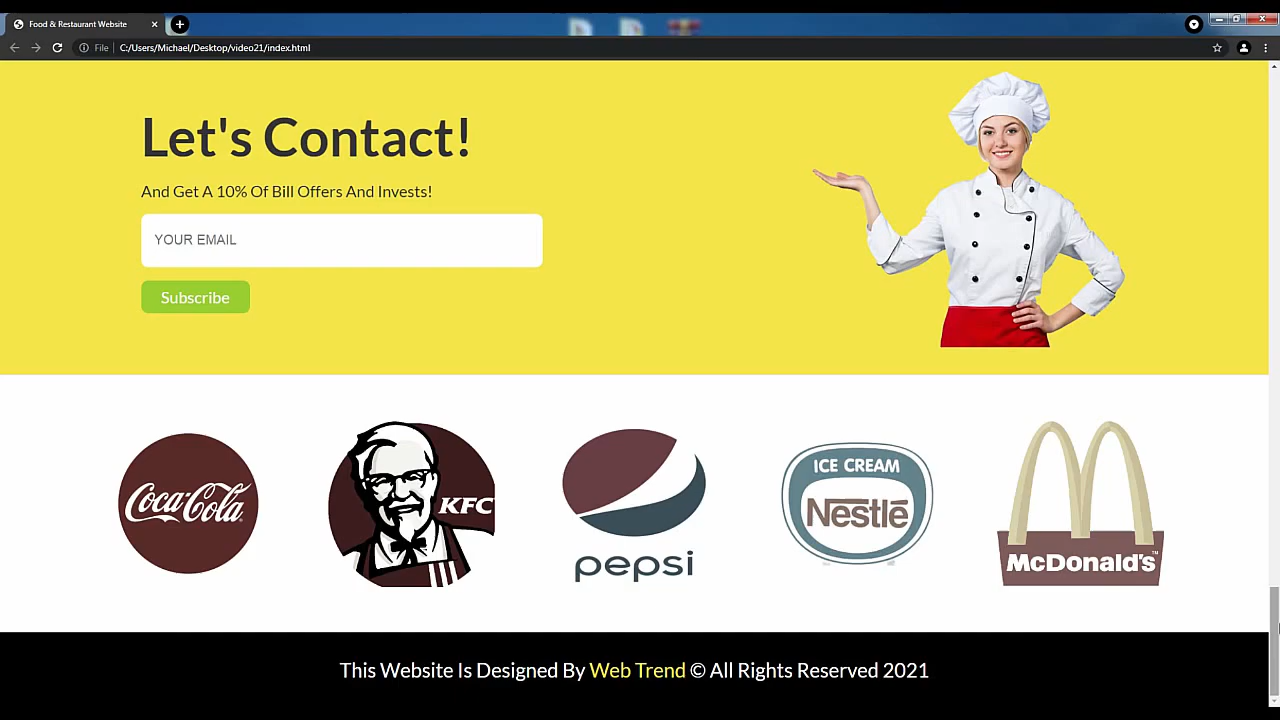 Food & Restaurant Website
File
C:/Users/Michael/Desktop/video21/index.html
Let's Contact!
And Get A 10% Of Bill Offers And Invests!
YOUR EMAIL
Subscribe
Coca-Cola
KFC
pepsi
ICE CREAM
Nestlé
McDonald's™
This Website Is Designed By Web Trend © All Rights Reserved 2021